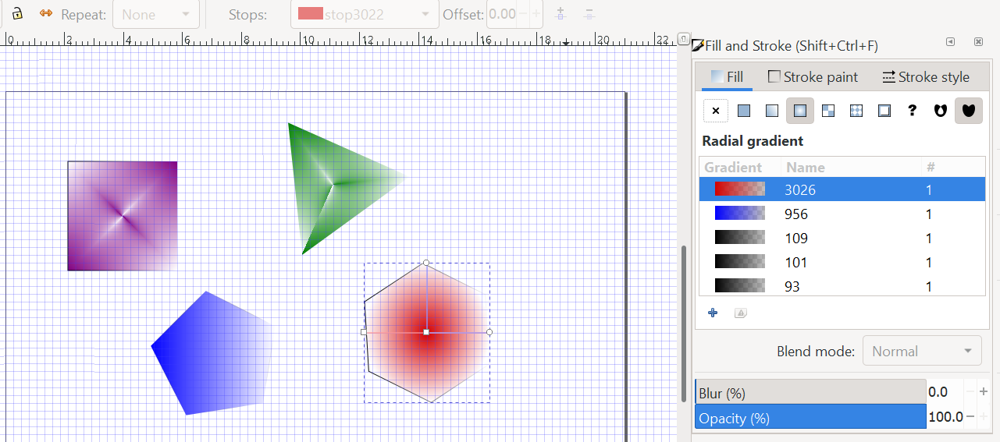 Repeat: None Stops: stop3022 Offset: 0.00
0 2 4 6 8 10 12 14 16 18 20 22
Fill and Stroke (Shift+Ctrl+F)
Fill Stroke paint Stroke style
?
Radial gradient
Gradient Name #
3026 1
956 1
109 1
101 1
93 1
Blend mode: Normal
Blur (%) 0.0
Opacity (%) 100.0